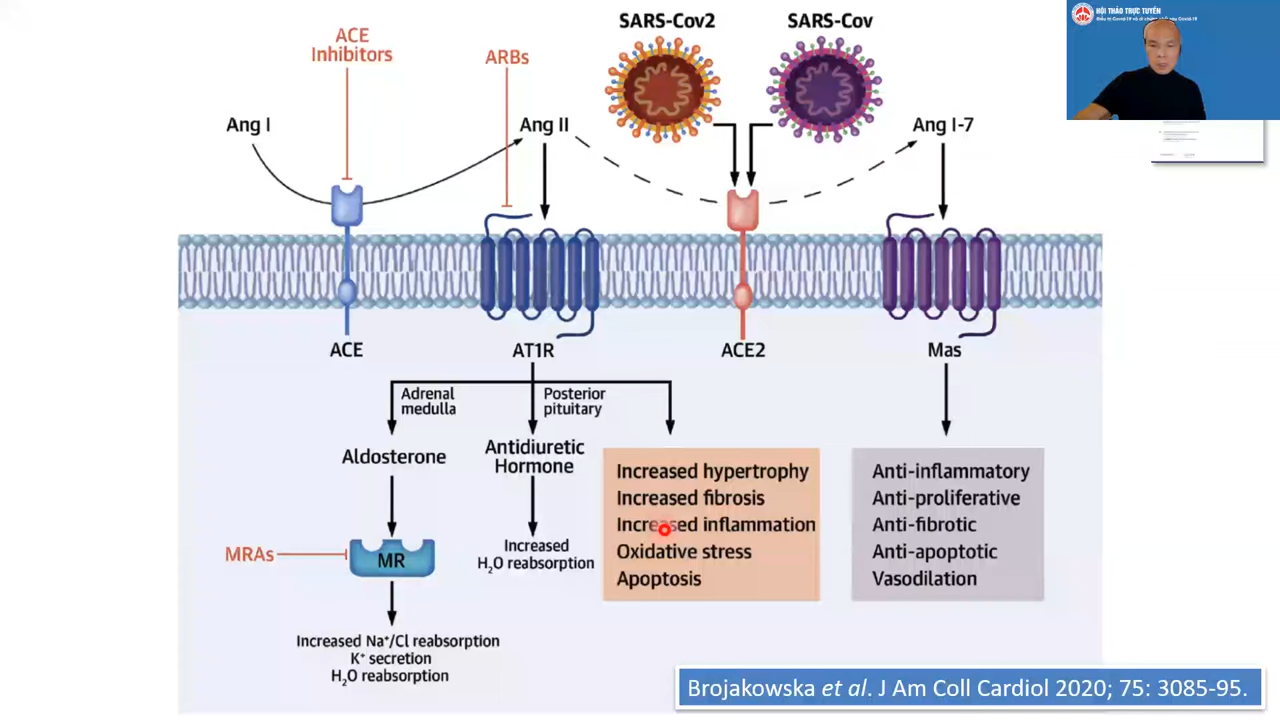 HỘI THẢO TRỰC TUYẾN
SARS-Cov2
SARS-Cov
ACE
Inhibitors
ARBs
Ang I
Ang II
Ang I-7
ACE
AT1R
ACE2
Mas
Adrenal
medulla
Posterior
pituitary
Aldosterone
Antidiuretic
Hormone
Increased hypertrophy
Increased fibrosis
Increased inflammation
Oxidative stress
Apoptosis
Anti-inflammatory
Anti-proliferative
Anti-fibrotic
Anti-apoptotic
Vasodilation
MRAs
MR
Increased
H₂O reabsorption
Increased Na⁺/Cl reabsorption
K⁺ secretion
H₂O reabsorption
Brojakowska et al. J Am Coll Cardiol 2020; 75: 3085-95.